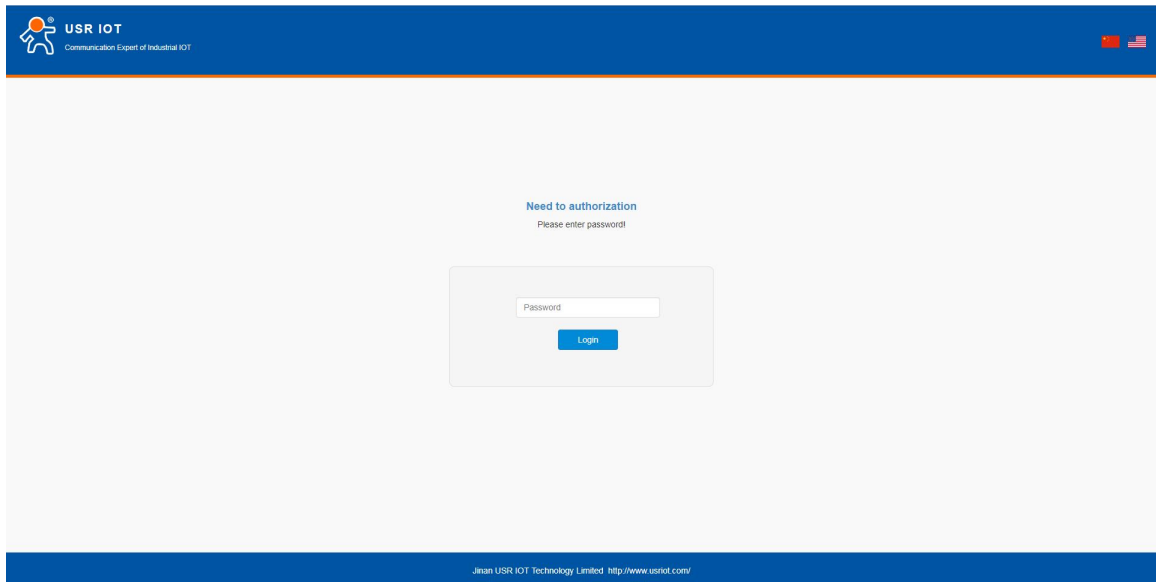 ®
USR IOT
Communication Expert of Industrial IOT
Need to authorization
Please enter password!
Password
Login
Jinan USR IOT Technology Limited http://www.usriot.com/